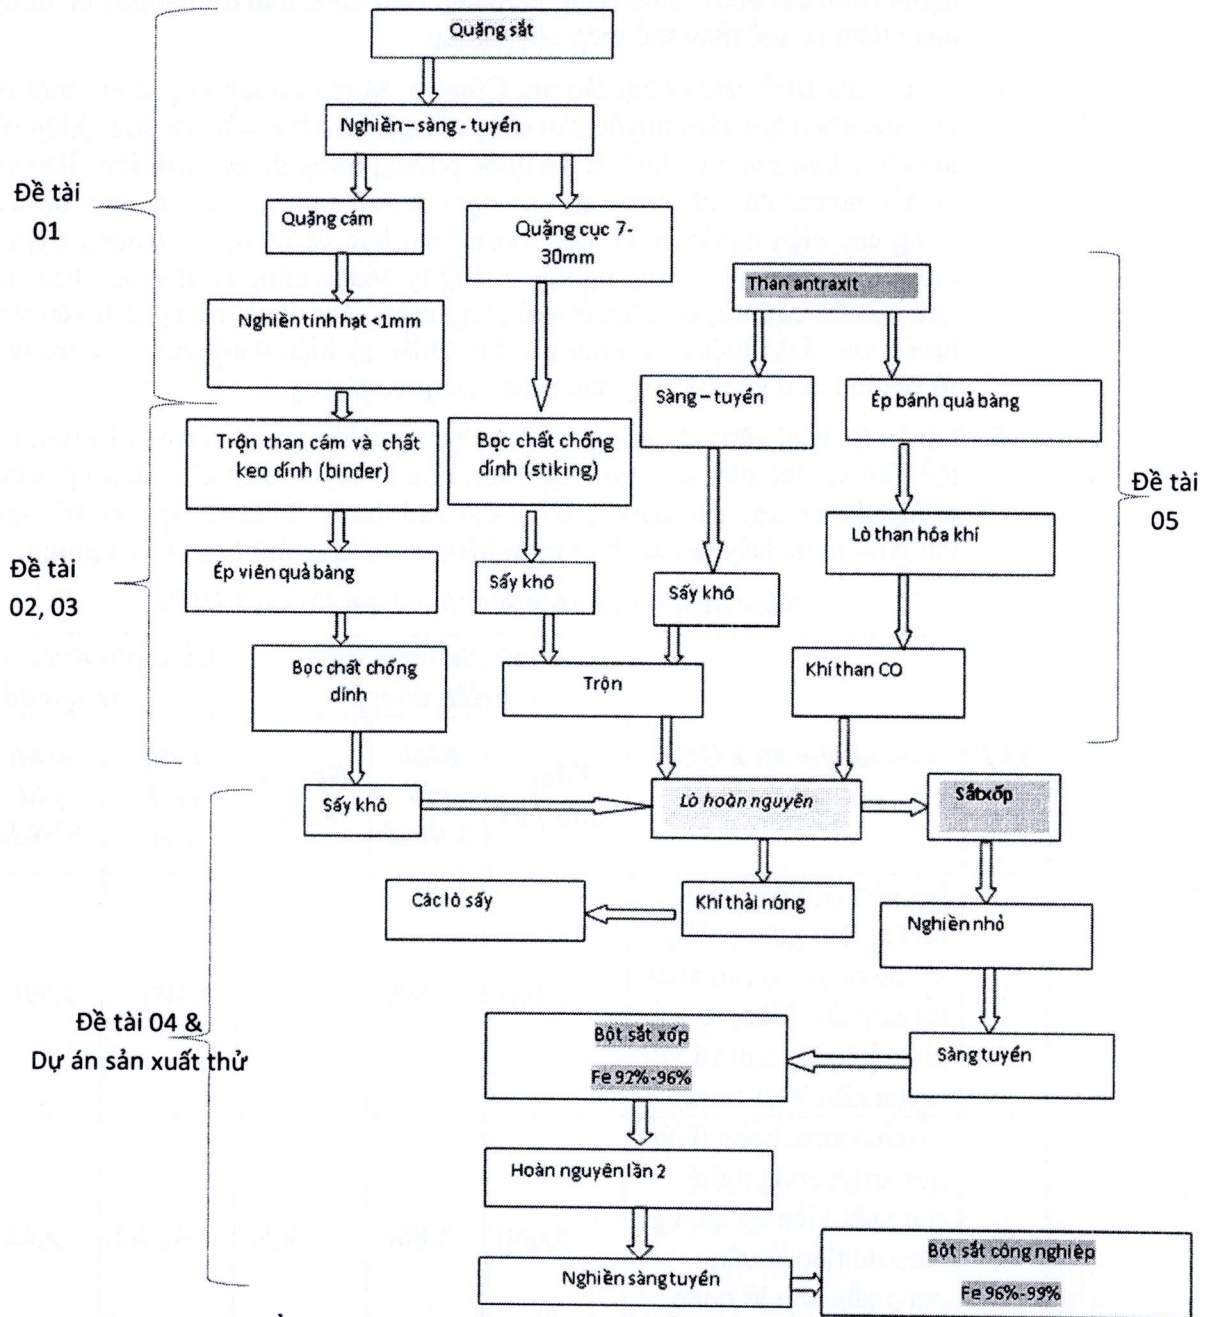 Quặng sắt
Nghiền – sàng - tuyển
Đề tài
01
Quặng cám
Quặng cục 7-
30mm
Than antraxit
Nghiền tinh hạt <1mm
Sàng – tuyển
Ép bánh quả bàng
Trộn than cám và chất
keo dính (binder)
Bọc chất chống
dính (stiking)
Đề tài
05
Lò than hóa khí
Đề tài
02, 03
Ép viên quả bàng
Sấy khô
Sấy khô
Bọc chất chống
dính
Trộn
Khí than CO
Sấy khô
Lò hoàn nguyên
Sắt xốp
Các lò sấy
Khí thải nóng
Nghiền nhỏ
Đề tài 04 &
Dự án sản xuất thử
Bột sắt xốp
Fe 92%-96%
Sàng tuyển
Hoàn nguyên lần 2
Nghiền sàng tuyển
Bột sắt công nghiệp
Fe 96%-99%